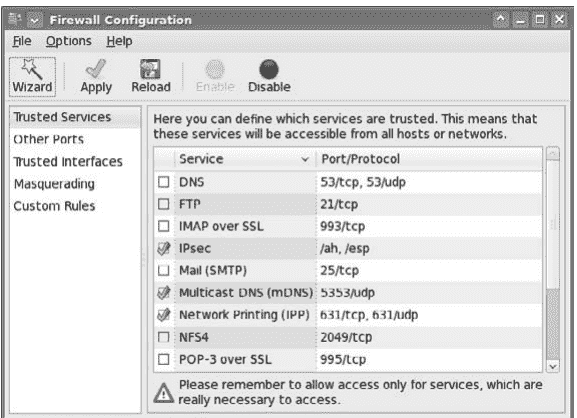 Firewall Configuration
File Options Help
Wizard Apply Reload Enable Disable
Trusted Services
Other Ports
Trusted Interfaces
Masquerading
Custom Rules
Here you can define which services are trusted. This means that
these services will be accessible from all hosts or networks.
Service Port/Protocol
DNS 53/tcp, 53/udp
FTP 21/tcp
IMAP over SSL 993/tcp
IPsec /ah, /esp
Mail (SMTP) 25/tcp
Multicast DNS (mDNS) 5353/udp
Network Printing (IPP) 631/tcp, 631/udp
NFS4 2049/tcp
POP-3 over SSL 995/tcp
Please remember to allow access only for services, which are
really necessary to access.